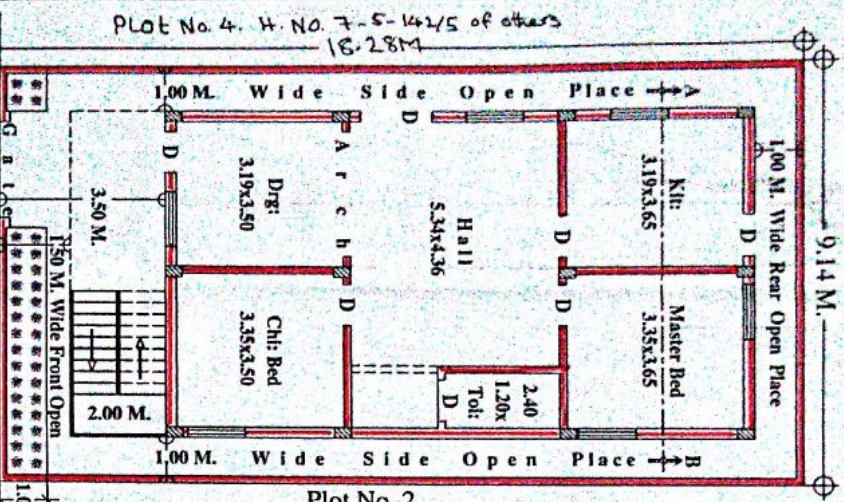 PLOt No. 4. H. NO. 7-5-142/5 of others
18.28M
1.00 M. Wide Side Open Place A
Gate
D
3.50 M.
Drg:
3.19x3.50
Arch
D
Hall
5.34x4.36
D
Kit:
3.19x3.65
D
1.00 M. Wide Rear Open Place
9.14 M.
.50 M. Wide Front Open
2.00 M.
Chi: Bed
3.35x3.50
D
D
Tol:
1.20x
2.40
D
Master Bed
3.35x3.65
1.00 M. Wide Side Open Place B
Plot No. 2